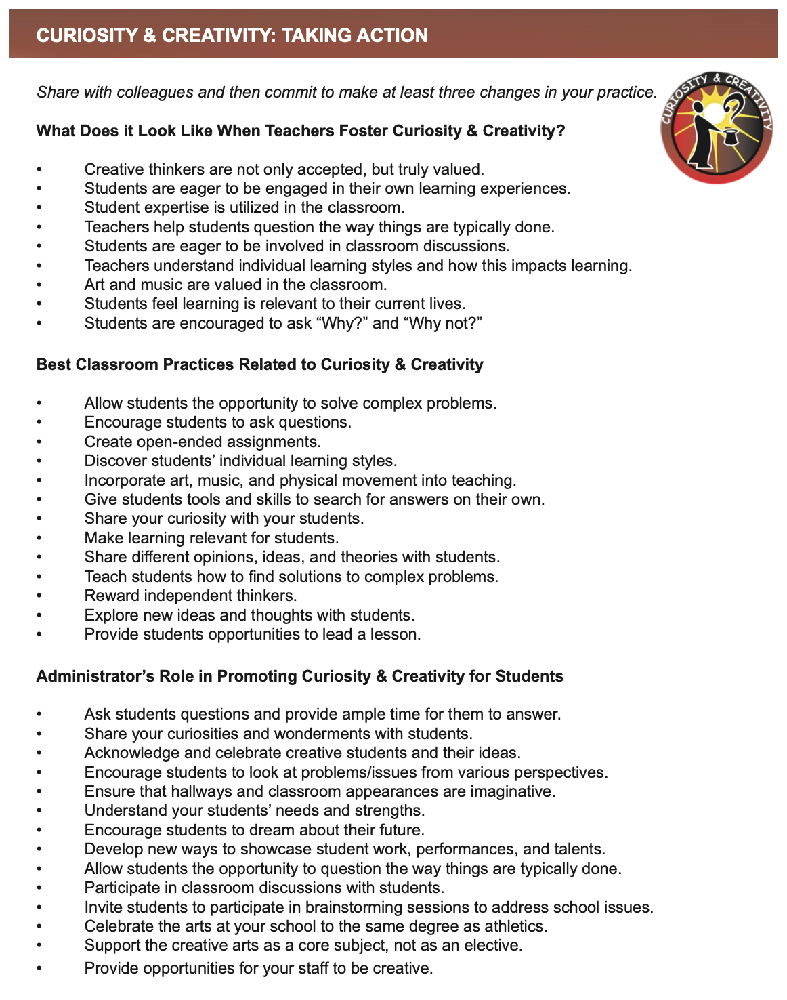 CURIOSITY & CREATIVITY: TAKING ACTION
Share with colleagues and then commit to make at least three changes in your practice.
CURIOSITY & CREATIVITY
What Does it Look Like When Teachers Foster Curiosity & Creativity?
• Creative thinkers are not only accepted, but truly valued.
• Students are eager to be engaged in their own learning experiences.
• Student expertise is utilized in the classroom.
• Teachers help students question the way things are typically done.
• Students are eager to be involved in classroom discussions.
• Teachers understand individual learning styles and how this impacts learning.
• Art and music are valued in the classroom.
• Students feel learning is relevant to their current lives.
• Students are encouraged to ask “Why?” and “Why not?”
Best Classroom Practices Related to Curiosity & Creativity
• Allow students the opportunity to solve complex problems.
• Encourage students to ask questions.
• Create open-ended assignments.
• Discover students’ individual learning styles.
• Incorporate art, music, and physical movement into teaching.
• Give students tools and skills to search for answers on their own.
• Share your curiosity with your students.
• Make learning relevant for students.
• Share different opinions, ideas, and theories with students.
• Teach students how to find solutions to complex problems.
• Reward independent thinkers.
• Explore new ideas and thoughts with students.
• Provide students opportunities to lead a lesson.
Administrator’s Role in Promoting Curiosity & Creativity for Students
• Ask students questions and provide ample time for them to answer.
• Share your curiosities and wonderments with students.
• Acknowledge and celebrate creative students and their ideas.
• Encourage students to look at problems/issues from various perspectives.
• Ensure that hallways and classroom appearances are imaginative.
• Understand your students’ needs and strengths.
• Encourage students to dream about their future.
• Develop new ways to showcase student work, performances, and talents.
• Allow students the opportunity to question the way things are typically done.
• Participate in classroom discussions with students.
• Invite students to participate in brainstorming sessions to address school issues.
• Celebrate the arts at your school to the same degree as athletics.
• Support the creative arts as a core subject, not as an elective.
• Provide opportunities for your staff to be creative.